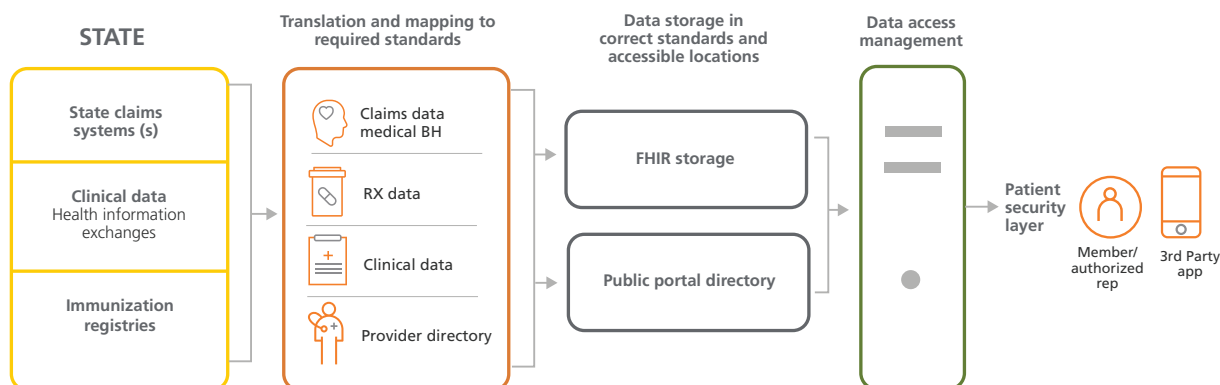 STATE
State claims
systems (s)
Clinical data
Health information
exchanges
Immunization
registries
Translation and mapping to
required standards
Claims data
medical BH
RX data
Clinical data
Provider directory
Data storage in
correct standards and
accessible locations
FHIR storage
Public portal directory
Data access
management
Patient
security
layer
Member/
authorized
rep
3rd Party
app